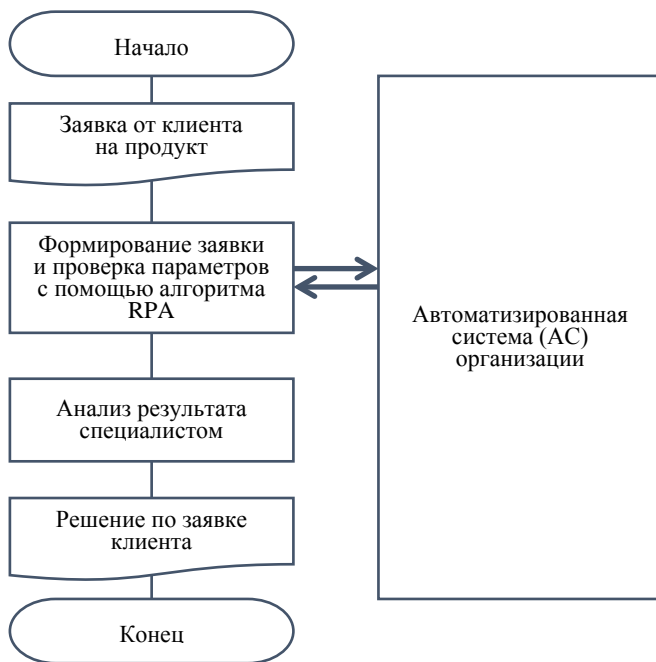 Начало
Заявка от клиента
на продукт
Формирование заявки
и проверка параметров
с помощью алгоритма
RPA
Автоматизированная
система (АС)
организации
Анализ результата
специалистом
Решение по заявке
клиента
Конец